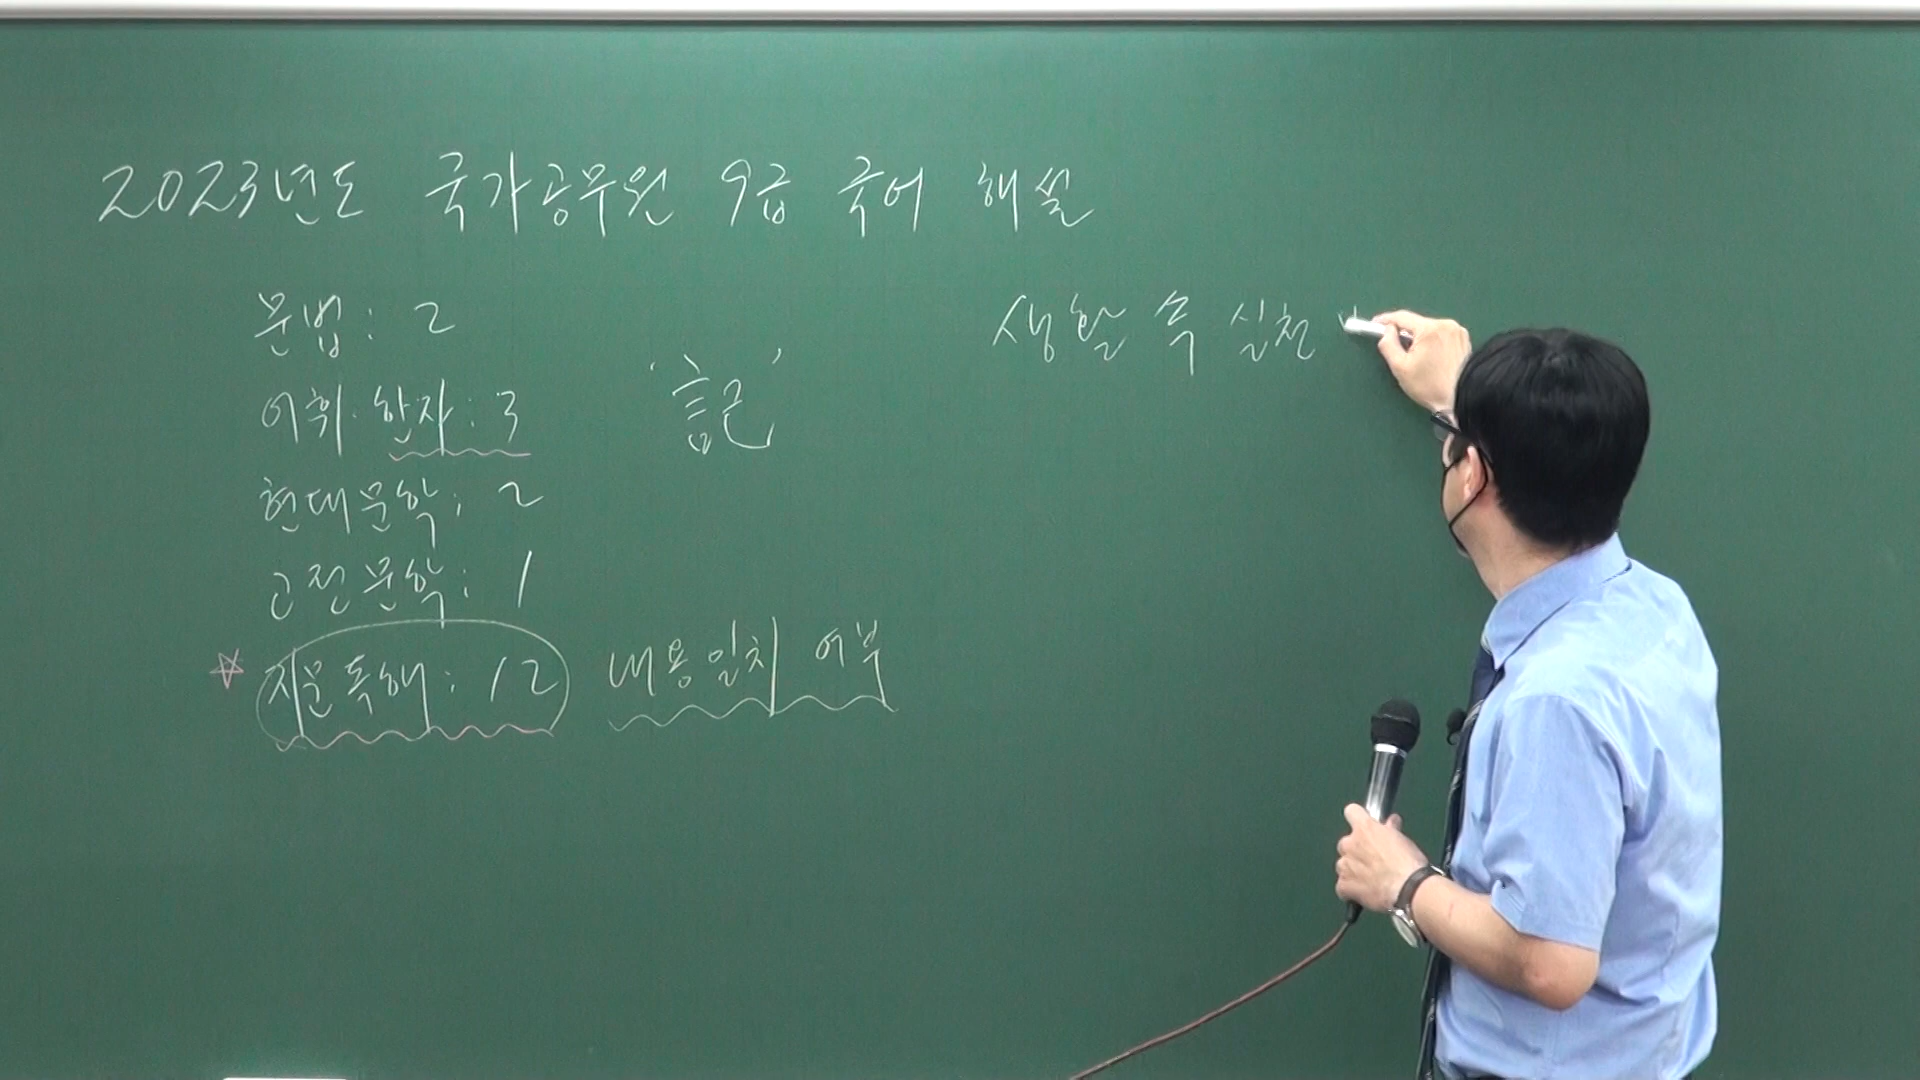 2023년도 국가공무원 9급 국어 해설
문법: 2
어휘·한자: 3
'記'
현대문학: 2
고전문학: 1
☆ 지문독해: 12 내용일치 여부
생활 속 실천